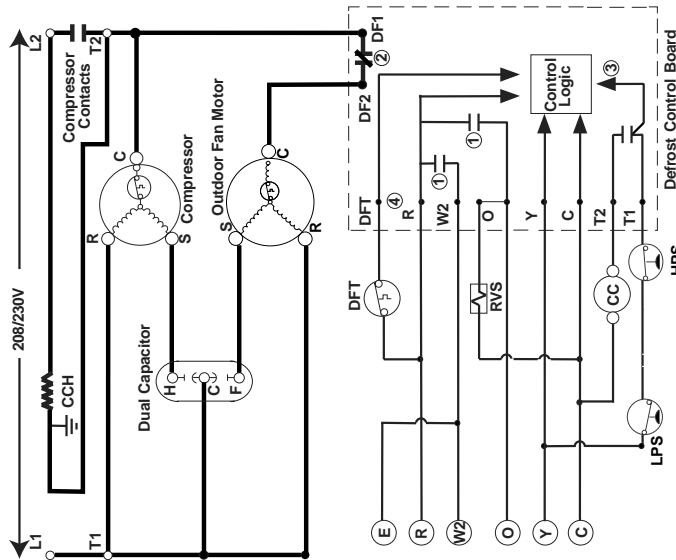 208/230V
L1
L2
CCH
T1
T2
Compressor
Contacts
C
R
S
Compressor
Outdoor Fan Motor
C
S
R
Dual Capacitor
H
C
F
DF1
2
DF2
Defrost Control Board
Control
Logic
3
1
1
4
DFT
R
W2
O
Y
C
T2
T1
DFT
RVS
CC
HPS
LPS
E
R
W2
O
Y
C